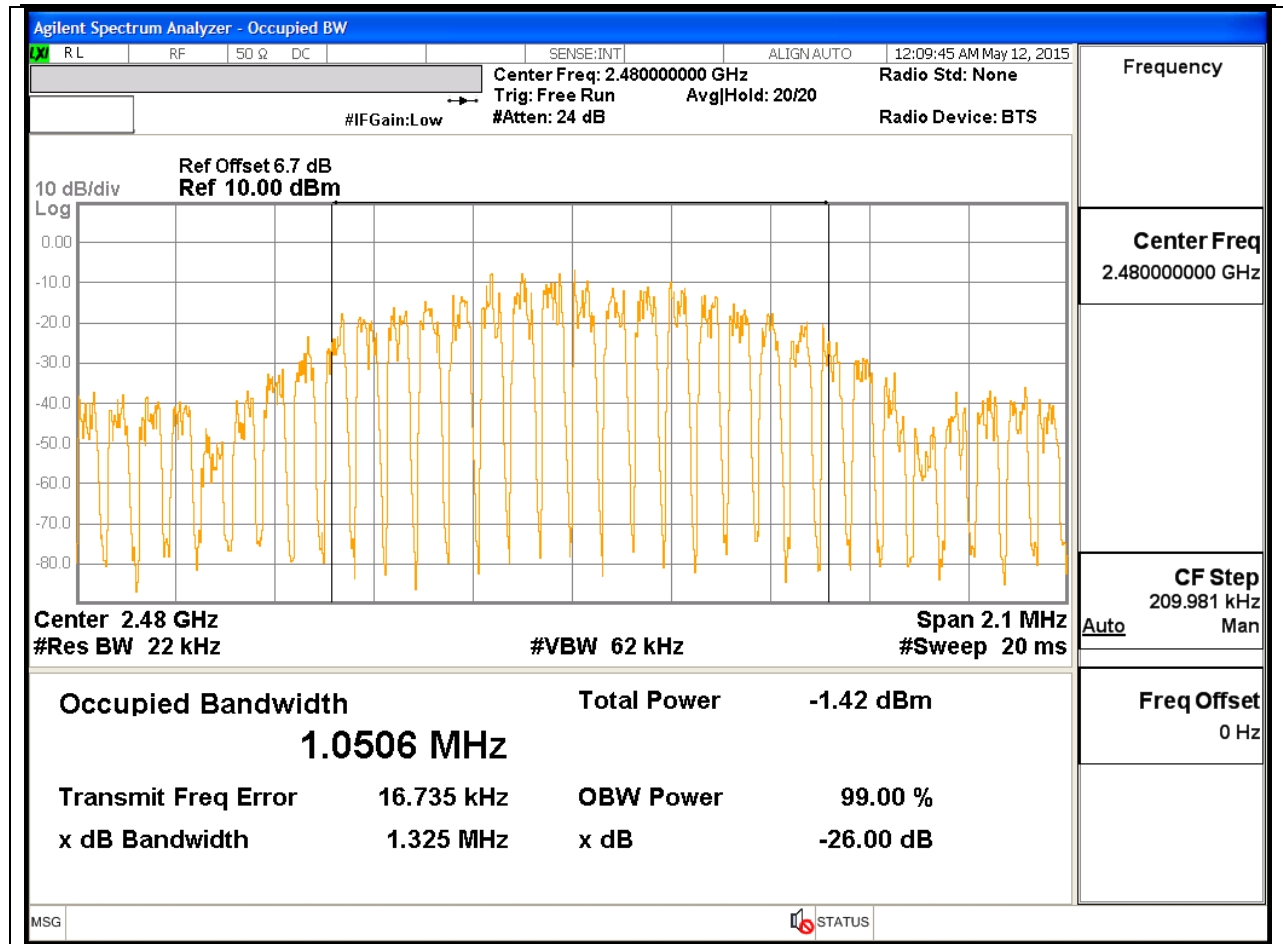 Agilent Spectrum Analyzer - Occupied BW
LXI RL RF 50 Ω DC SENSE:INT ALIGN AUTO 12:09:45 AM May 12, 2015
Center Freq: 2.480000000 GHz Radio Std: None
Trig: Free Run Avg|Hold: 20/20
#IFGain:Low #Atten: 24 dB Radio Device: BTS
Ref Offset 6.7 dB
10 dB/div Ref 10.00 dBm
Log
0.00
-10.0
-20.0
-30.0
-40.0
-50.0
-60.0
-70.0
-80.0
Center 2.48 GHz Span 2.1 MHz
#Res BW 22 kHz #VBW 62 kHz #Sweep 20 ms
Occupied Bandwidth Total Power -1.42 dBm
1.0506 MHz
Transmit Freq Error 16.735 kHz OBW Power 99.00 %
x dB Bandwidth 1.325 MHz x dB -26.00 dB
MSG STATUS
Frequency
Center Freq
2.480000000 GHz
CF Step
209.981 kHz
Auto Man
Freq Offset
0 Hz